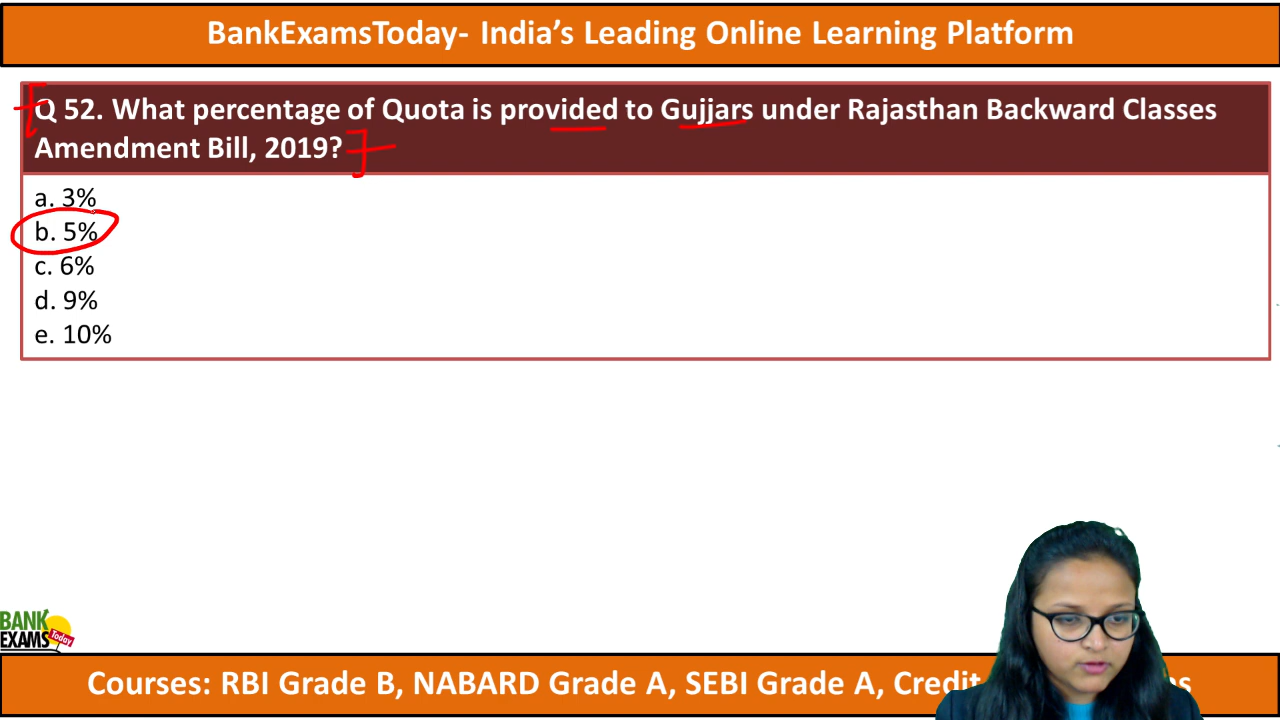 BankExamsToday- India's Leading Online Learning Platform
Q 52. What percentage of Quota is provided to Gujjars under Rajasthan Backward Classes
Amendment Bill, 2019?
a. 3%
b. 5%
c. 6%
d. 9%
e. 10%
BANK
EXAMS Today
Courses: RBI Grade B, NABARD Grade A, SEBI Grade A, Credit